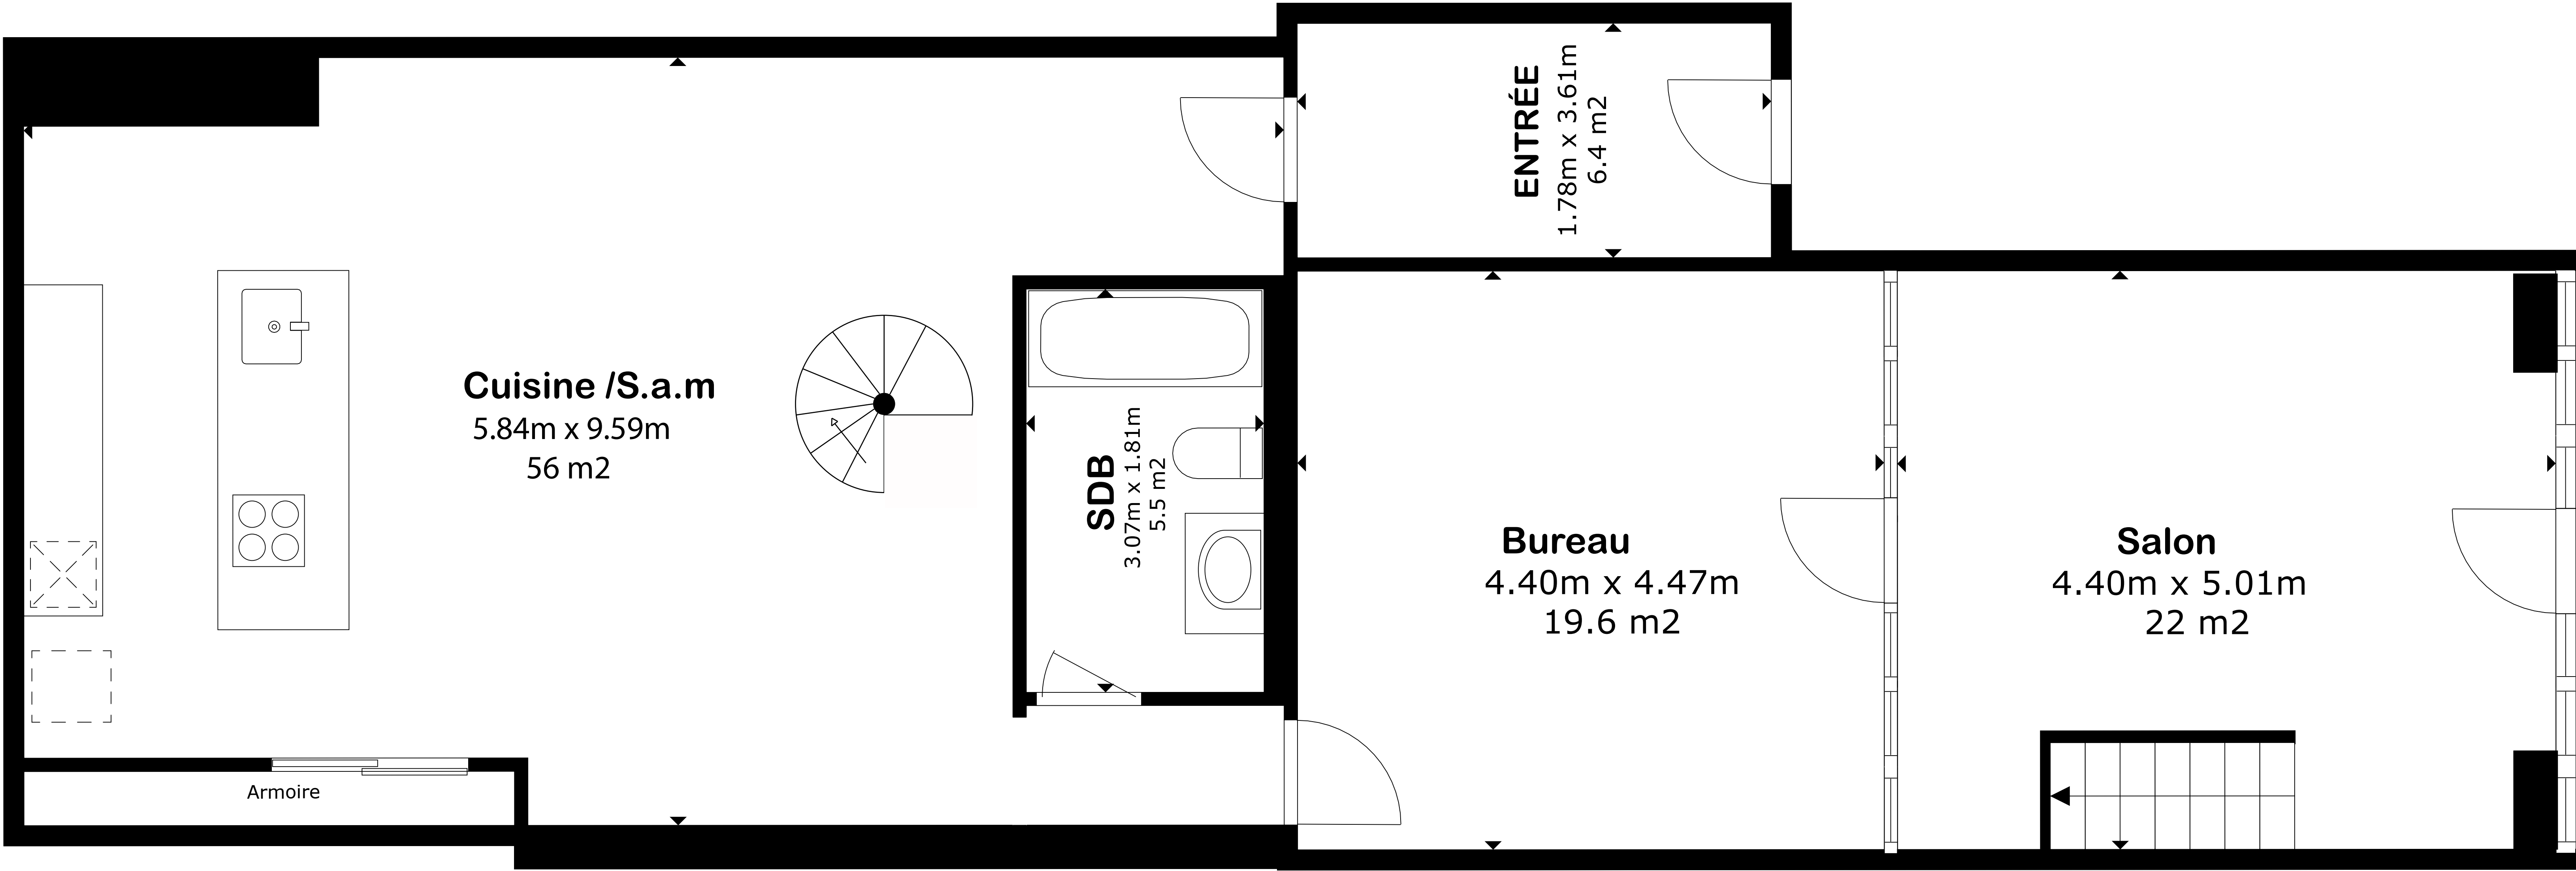 ENTRÉE
1.78m x 3.61m
6.4 m2
Cuisine /S.a.m
5.84m x 9.59m
56 m2
SDB
3.07m x 1.81m
5.5 m2
Bureau
4.40m x 4.47m
19.6 m2
Salon
4.40m x 5.01m
22 m2
Armoire